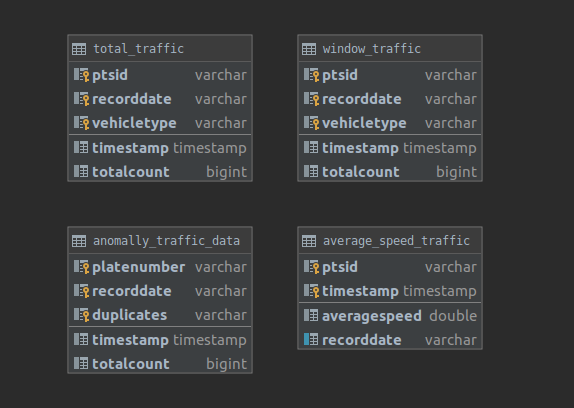 total_traffic
ptsid varchar
recorddate varchar
vehicletype varchar
timestamp timestamp
totalcount bigint
window_traffic
ptsid varchar
recorddate varchar
vehicletype varchar
timestamp timestamp
totalcount bigint
anomally_traffic_data
platenumber varchar
recorddate varchar
duplicates varchar
timestamp timestamp
totalcount bigint
average_speed_traffic
ptsid varchar
timestamp timestamp
averagespeed double
recorddate varchar